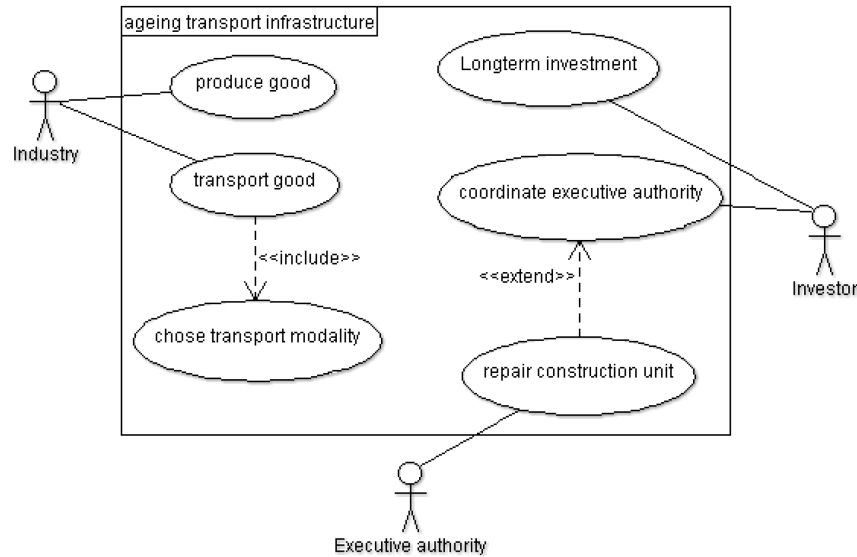 ageing transport infrastructure
produce good
Longterm investment
Industry
transport good
coordinate executive authority
<<include>>
<<extend>>
Investor
chose transport modality
repair construction unit
Executive authority